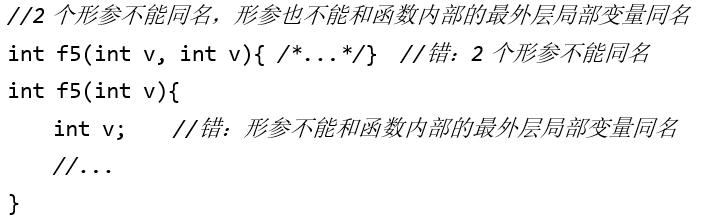 //2 个形参不能同名，形参也不能和函数内部的最外层局部变量同名
int f5(int v, int v){ /*...*/}  //错：2 个形参不能同名
int f5(int v){
    int v;    //错：形参不能和函数内部的最外层局部变量同名
    //...
}